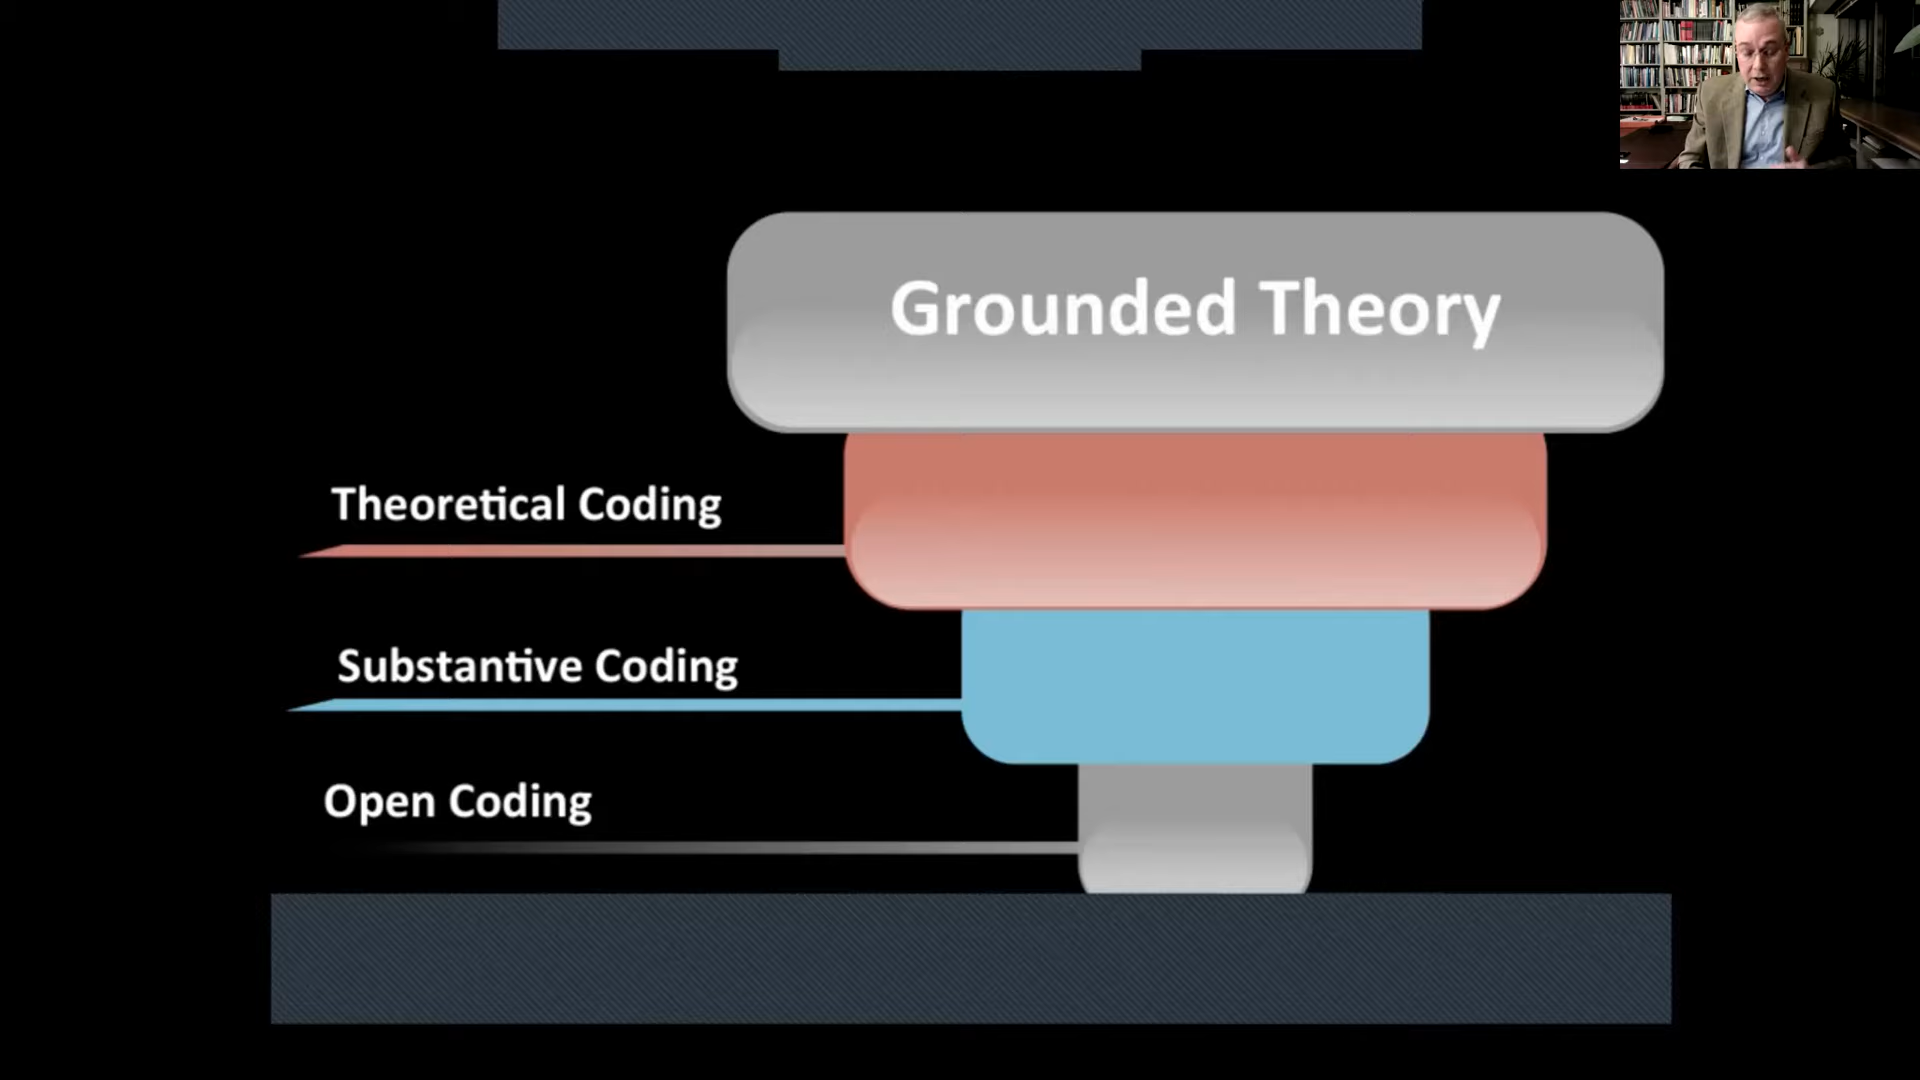 Grounded Theory
Theoretical Coding
Substantive Coding
Open Coding